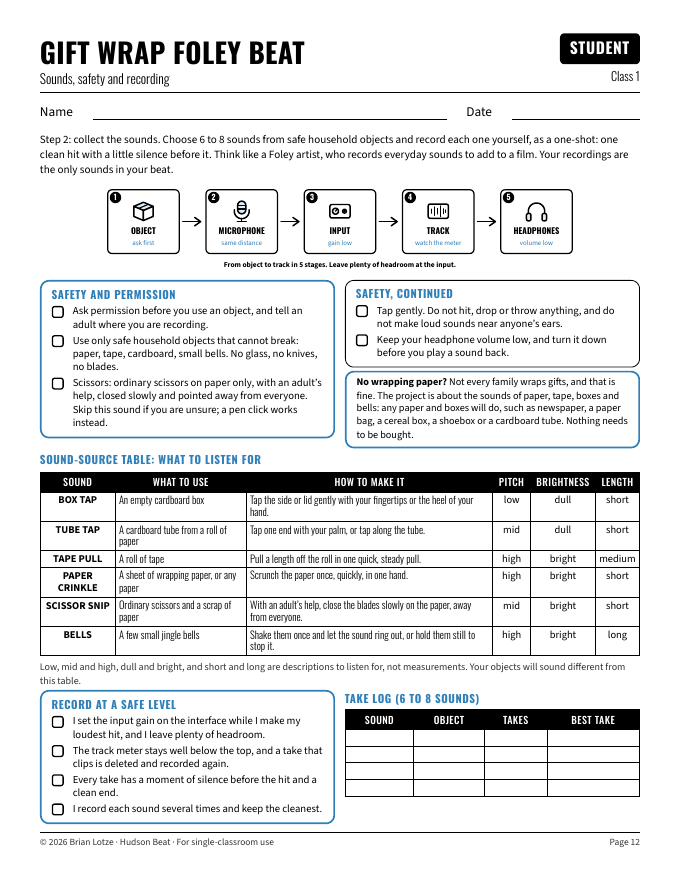 GIFT WRAP FOLEY BEAT
STUDENT
Sounds, safety and recording
Class 1
Name
Date
Step 2: collect the sounds. Choose 6 to 8 sounds from safe household objects and record each one yourself, as a one-shot: one
clean hit with a little silence before it. Think like a Foley artist, who records everyday sounds to add to a film. Your recordings are
the only sounds in your beat.
1
OBJECT
ask first
2
MICROPHONE
same distance
3
INPUT
gain low
4
TRACK
watch the meter
5
HEADPHONES
volume low
From object to track in 5 stages. Leave plenty of headroom at the input.
SAFETY AND PERMISSION
Ask permission before you use an object, and tell an
adult where you are recording.
Use only safe household objects that cannot break:
paper, tape, cardboard, small bells. No glass, no knives,
no blades.
Scissors: ordinary scissors on paper only, with an adult's
help, closed slowly and pointed away from everyone.
Skip this sound if you are unsure; a pen click works
instead.
SAFETY, CONTINUED
Tap gently. Do not hit, drop or throw anything, and do
not make loud sounds near anyone's ears.
Keep your headphone volume low, and turn it down
before you play a sound back.
No wrapping paper? Not every family wraps gifts, and that is
fine. The project is about the sounds of paper, tape, boxes and
bells: any paper and boxes will do, such as newspaper, a paper
bag, a cereal box, a shoebox or a cardboard tube. Nothing needs
to be bought.
SOUND-SOURCE TABLE: WHAT TO LISTEN FOR
SOUND WHAT TO USE HOW TO MAKE IT PITCH BRIGHTNESS LENGTH
BOX TAP An empty cardboard box Tap the side or lid gently with your fingertips or the heel of your low dull short
hand.
TUBE TAP A cardboard tube from a roll of Tap one end with your palm, or tap along the tube. mid dull short
paper
TAPE PULL A roll of tape Pull a length off the roll in one quick, steady pull. high bright medium
PAPER A sheet of wrapping paper, or any Scrunch the paper once, quickly, in one hand. high bright short
CRINKLE paper
SCISSOR SNIP Ordinary scissors and a scrap of With an adult's help, close the blades slowly on the paper, away mid bright short
paper from everyone.
BELLS A few small jingle bells Shake them once and let the sound ring out, or hold them still to high bright long
stop it.
Low, mid and high, dull and bright, and short and long are descriptions to listen for, not measurements. Your objects will sound different from
this table.
RECORD AT A SAFE LEVEL
I set the input gain on the interface while I make my
loudest hit, and I leave plenty of headroom.
The track meter stays well below the top, and a take that
clips is deleted and recorded again.
Every take has a moment of silence before the hit and a
clean end.
I record each sound several times and keep the cleanest.
TAKE LOG (6 TO 8 SOUNDS)
SOUND OBJECT TAKES BEST TAKE
© 2026 Brian Lotze · Hudson Beat · For single-classroom use
Page 12